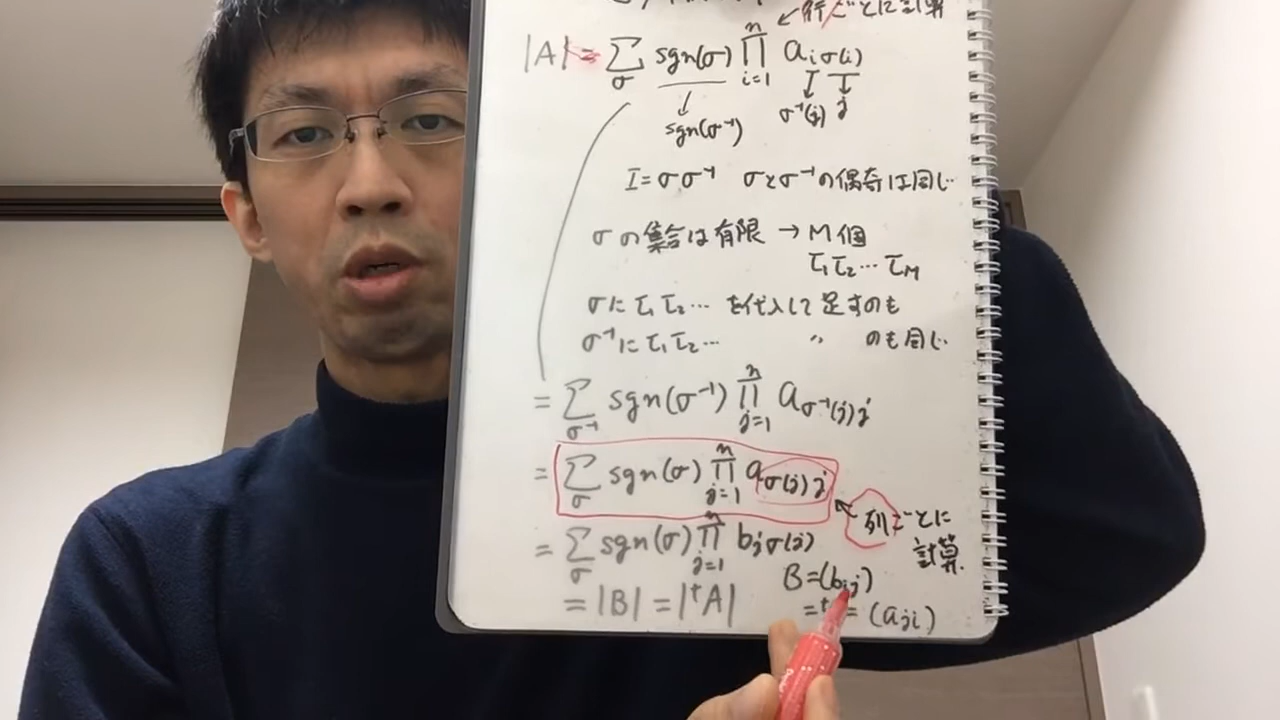 ←行ごとに計算
|A| = Σ_σ sgn(σ) Π_{i=1}^{n} a_{iσ(i)}
↓ ↓ ↓
sgn(σ⁻¹) σ⁻¹(j) j
I=σσ⁻¹ σとσ⁻¹の偶奇は同じ
σの集合は有限 → M個
τ₁τ₂…τ_M
σにτ₁τ₂… を代入して足すのも
σ⁻¹にτ₁τ₂… 〃 のも同じ
= Σ_{σ⁻¹} sgn(σ⁻¹) Π_{j=1}^{n} a_{σ⁻¹(j)j}
= Σ_σ sgn(σ) Π_{j=1}^{n} a_{σ(j)j}
←列ごとに
計算
= Σ_σ sgn(σ) Π_{j=1}^{n} b_{jσ(j)}
B=(b_{ij})
= |B| = |ᵗA|
=ᵗ = (a_{ji})